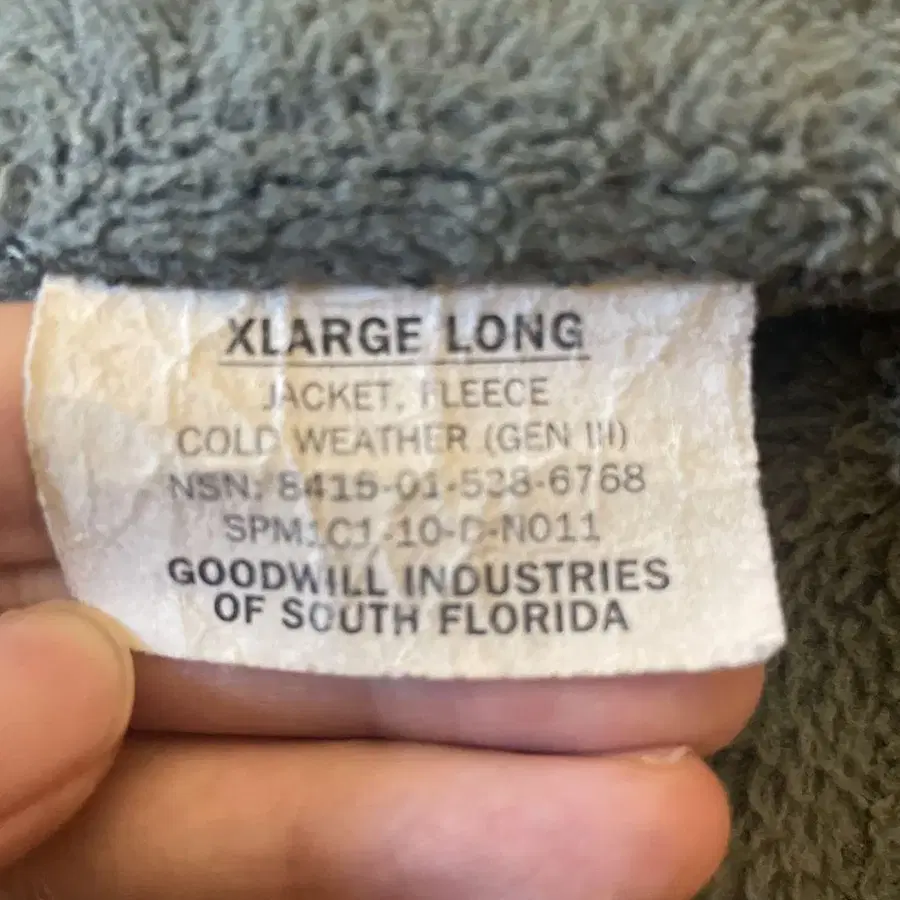 XLARGE LONG
JACKET, FLEECE
COLD WEATHER (GEN III)
NSN: 8415-01-538-6768
SPM1C1-10-D-N011
GOODWILL INDUSTRIES
OF SOUTH FLORIDA